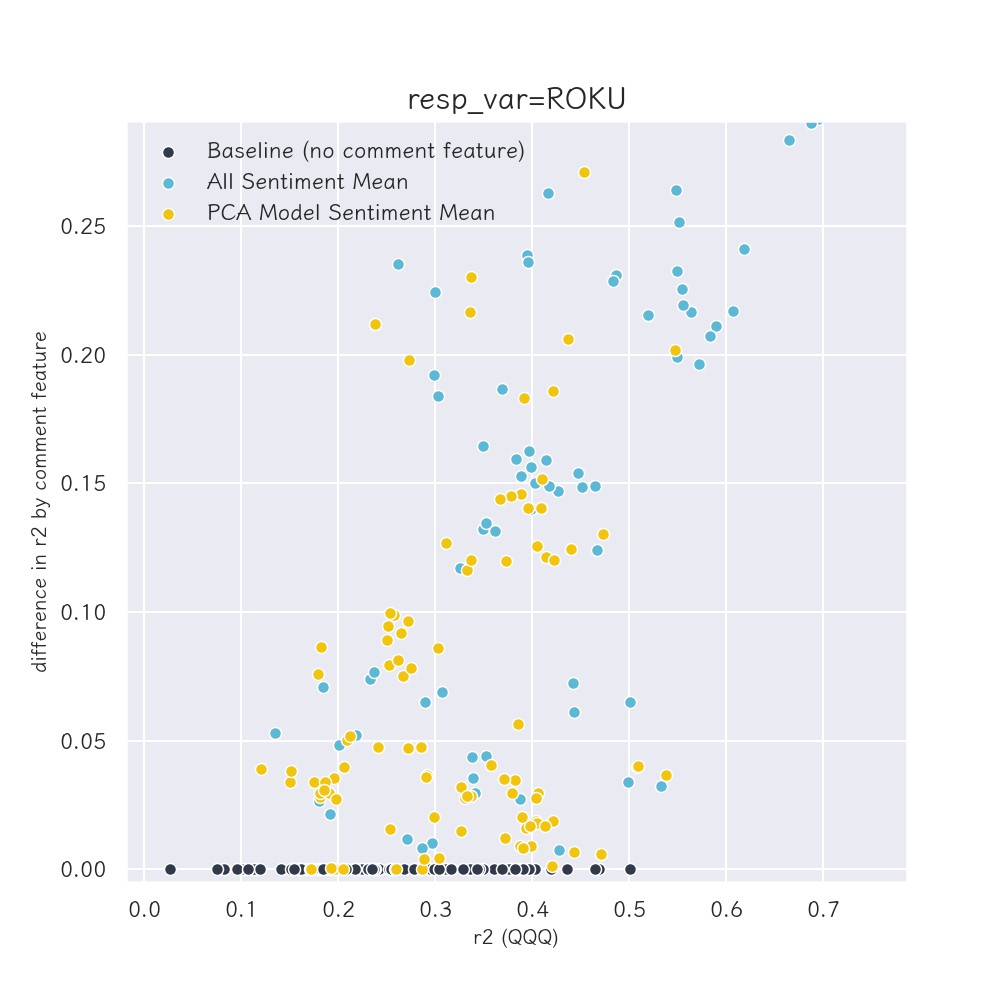 resp_var=ROKU
Baseline (no comment feature)
All Sentiment Mean
PCA Model Sentiment Mean
difference in r2 by comment feature
0.25
0.20
0.15
0.10
0.05
0.00
0.0 0.1 0.2 0.3 0.4 0.5 0.6 0.7
r2 (QQQ)